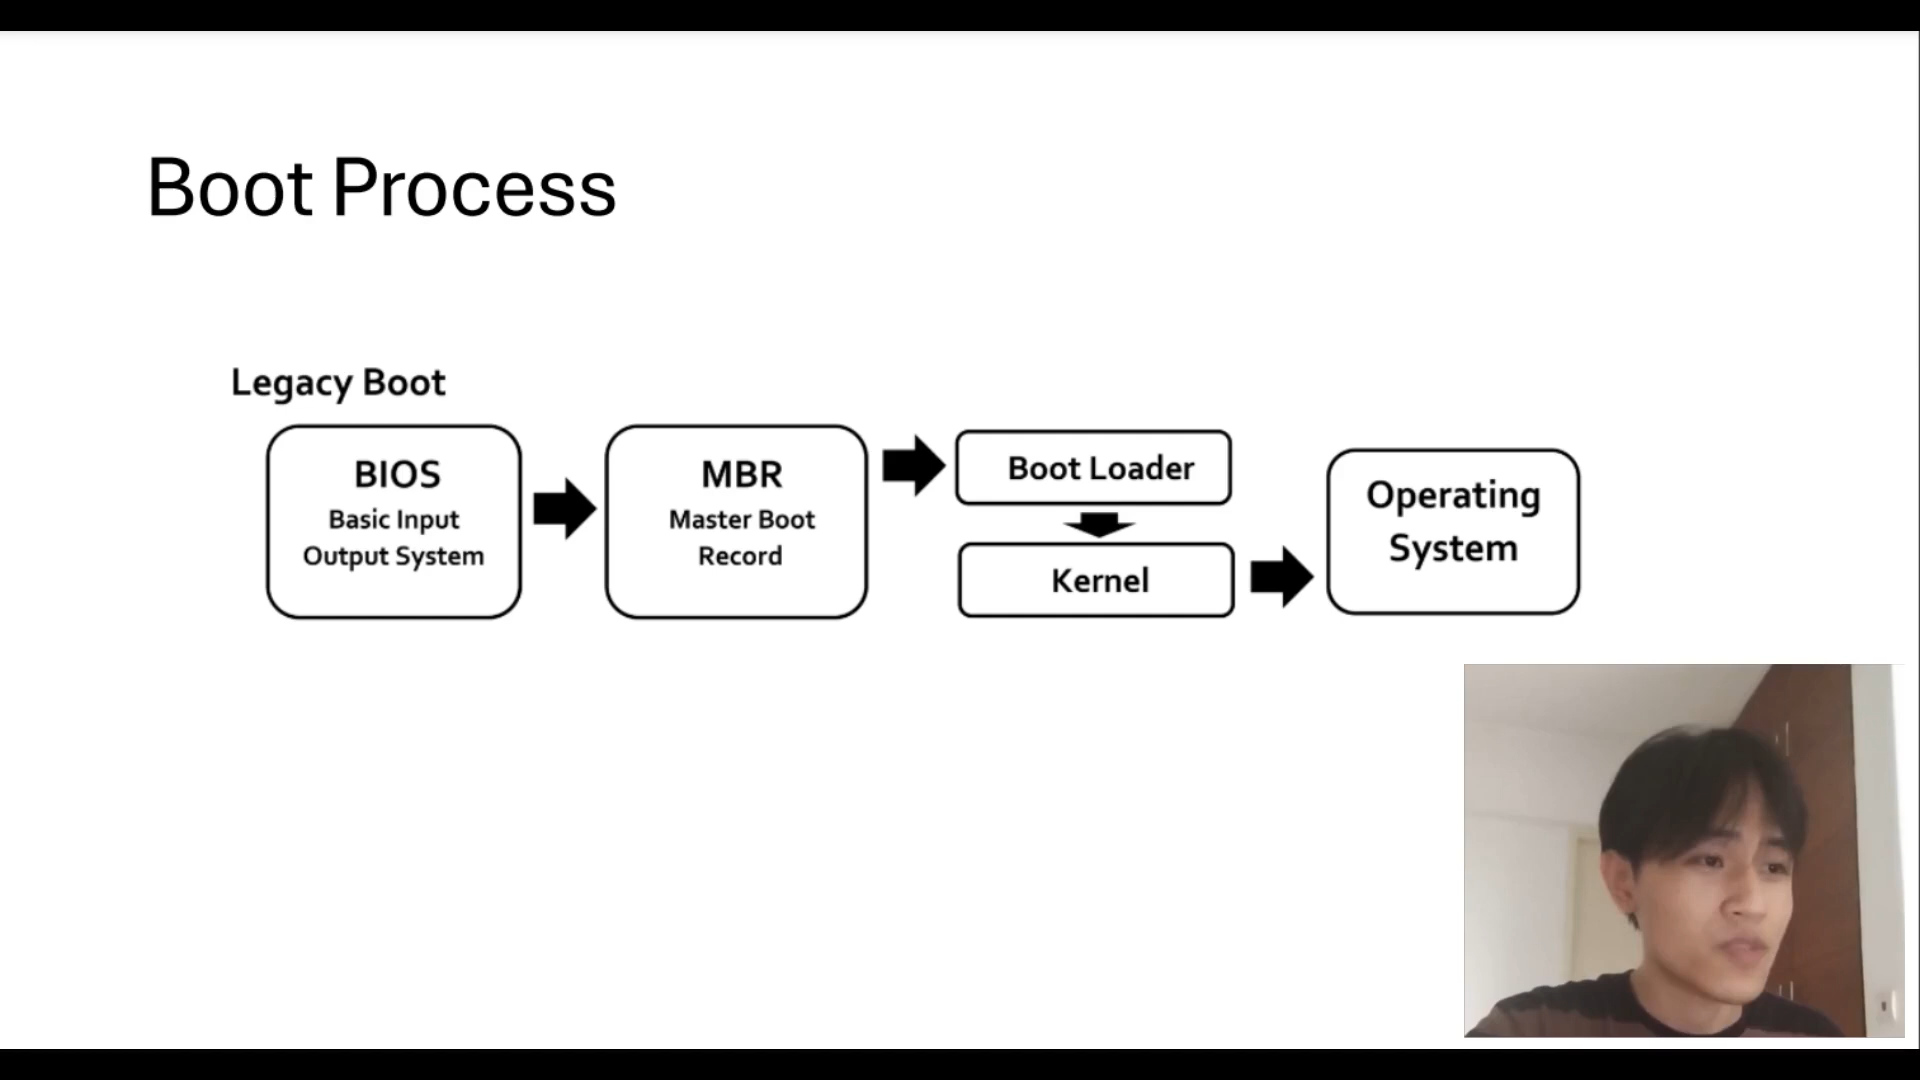 Boot Process
Legacy Boot
BIOS
Basic Input
Output System
MBR
Master Boot
Record
Boot Loader
Kernel
Operating
System